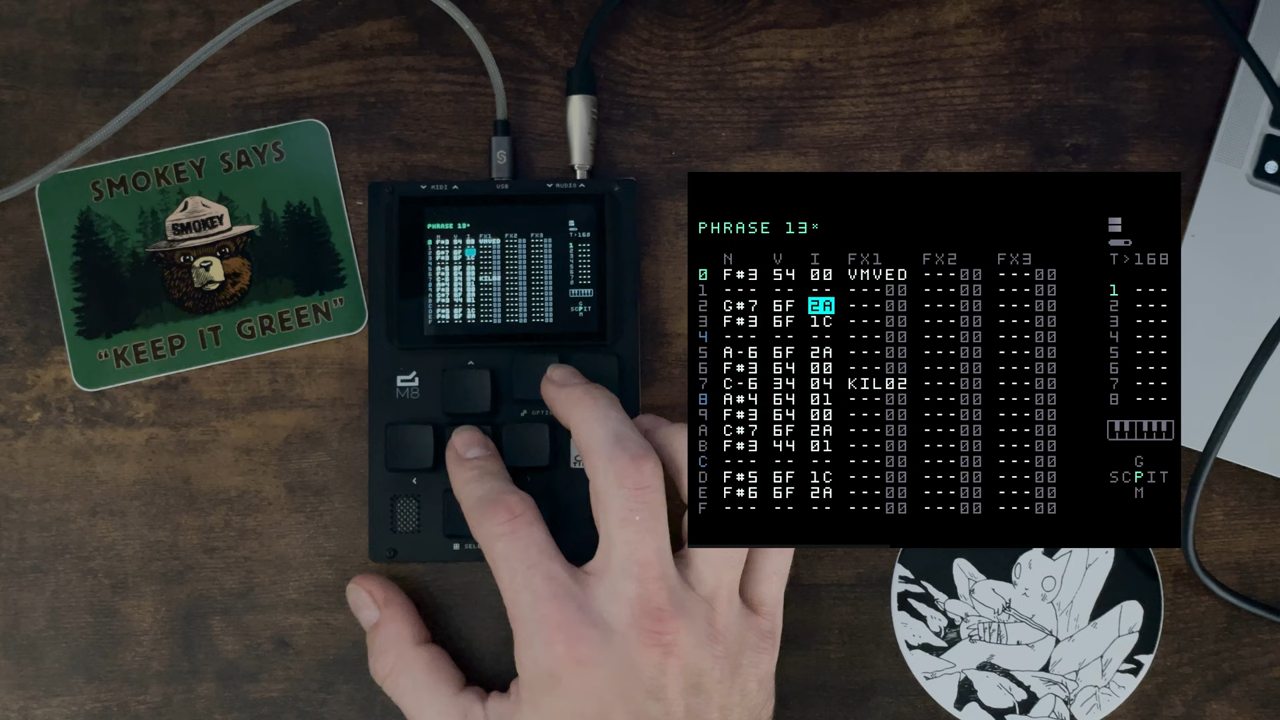 SMOKEY SAYS
SMOKEY
“KEEP IT GREEN”
MIDI
USB
AUDIO
M8
PHRASE 13*
N V I FX1 FX2 FX3 T>168
0 F#3 54 00 VMVED ---00 ---00
1 --- -- -- ---00 ---00 ---00 1 ---
2 G#7 6F 2A ---00 ---00 ---00 2 ---
3 F#3 6F 1C ---00 ---00 ---00 3 ---
4 --- -- -- ---00 ---00 ---00 4 ---
5 A-6 6F 2A ---00 ---00 ---00 5 ---
6 F#3 64 00 ---00 ---00 ---00 6 ---
7 C-6 34 04 KIL02 ---00 ---00 7 ---
8 A#4 64 01 ---00 ---00 ---00 8 ---
9 F#3 64 00 ---00 ---00 ---00
A C#7 6F 2A ---00 ---00 ---00
B F#3 44 01 ---00 ---00 ---00
C --- -- -- ---00 ---00 ---00 G
D F#5 6F 1C ---00 ---00 ---00 SCPIT
E F#6 6F 2A ---00 ---00 ---00 M
F --- -- -- ---00 ---00 ---00